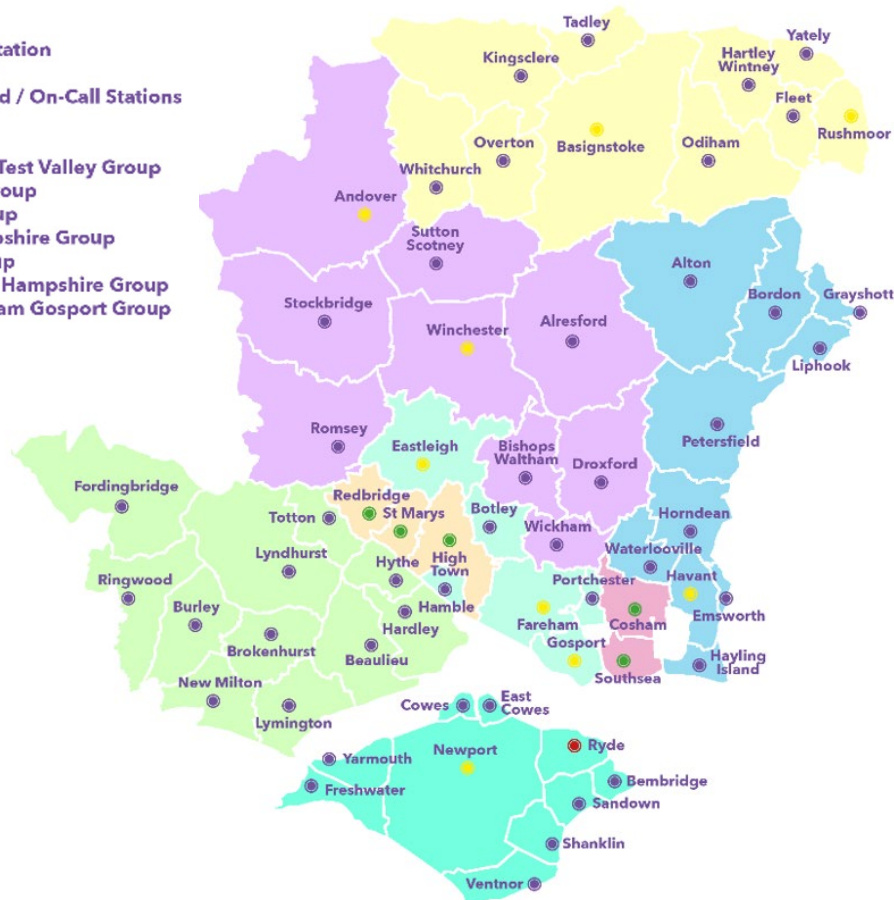 tation
d / On-Call Stations
Test Valley Group
oup
up
pshire Group
up
Hampshire Group
am Gosport Group
Tadley
Kingsclere
Yately
Hartley
Wintney
Fleet
Rushmoor
Overton
Basignstoke
Odiham
Whitchurch
Andover
Sutton
Scotney
Alton
Stockbridge
Bordon
Grayshott
Winchester
Alresford
Liphook
Romsey
Eastleigh
Bishops
Waltham
Petersfield
Droxford
Fordingbridge
Redbridge
Totton
St Marys
Botley
Horndean
Wickham
Lyndhurst
High
Town
Waterlooville
Hythe
Ringwood
Portchester
Havant
Burley
Hamble
Hardley
Fareham
Cosham
Emsworth
Brokenhurst
Beaulieu
Gosport
Hayling
Island
Southsea
New Milton
Lymington
Cowes
East
Cowes
Newport
Ryde
Yarmouth
Freshwater
Bembridge
Sandown
Shanklin
Ventnor